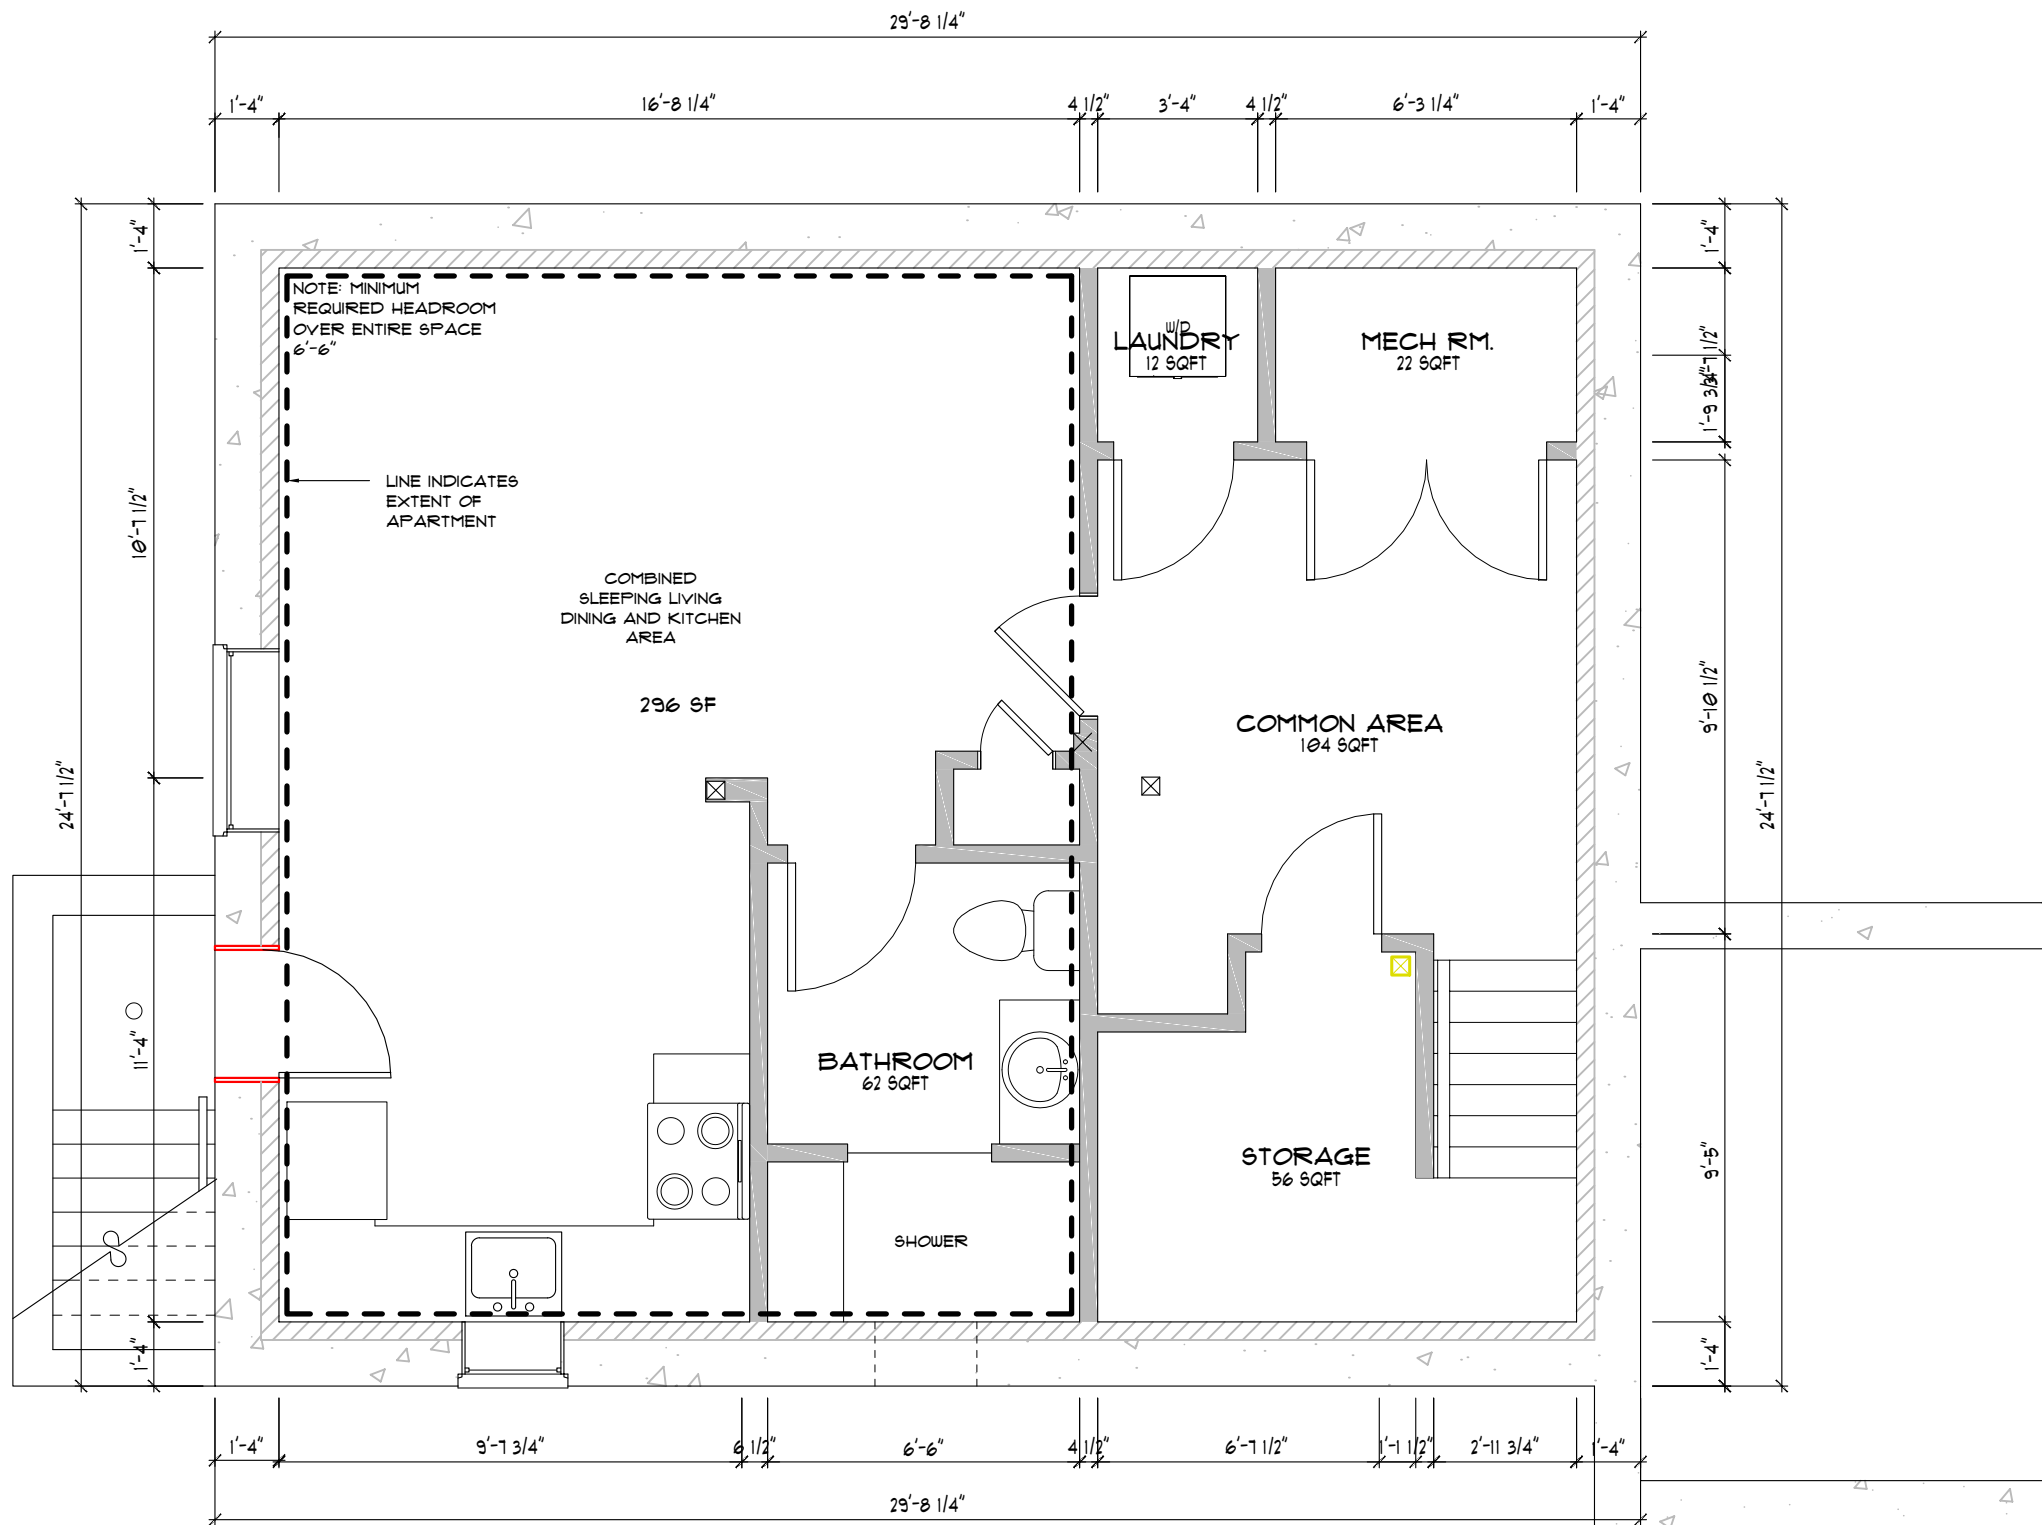 29'-8 1/4"
1'-4"
16'-8 1/4"
4 1/2"
3'-4"
4 1/2"
6'-3 1/4"
1'-4"
1'-4"
10'-7 1/2"
11'-4"
1'-4"
24'-7 1/2"
NOTE: MINIMUM
REQUIRED HEADROOM
OVER ENTIRE SPACE
6'-6"
LINE INDICATES
EXTENT OF
APARTMENT
COMBINED
SLEEPING LIVING
DINING AND KITCHEN
AREA
296 SF
W/D
LAUNDRY
12 SQFT
MECH RM.
22 SQFT
COMMON AREA
104 SQFT
BATHROOM
62 SQFT
SHOWER
STORAGE
56 SQFT
1'-4"
1'-9 3/4"
9'-10 1/2"
9'-5"
1'-4"
24'-7 1/2"
1'-4"
9'-7 3/4"
6 1/2"
6'-6"
4 1/2"
6'-7 1/2"
1'-1 1/2"
2'-11 3/4"
1'-4"
29'-8 1/4"